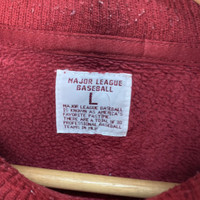 MAJOR LEAGUE
BASEBALL
L
MAJOR LEAGUE BASEBALL
IS KNOWN AS AMERICA'S
FAVORITE PASTIME
THERE ARE A TOTAL OF 30
PROFESSIONAL BASEBALL
TEAMS IN MLB